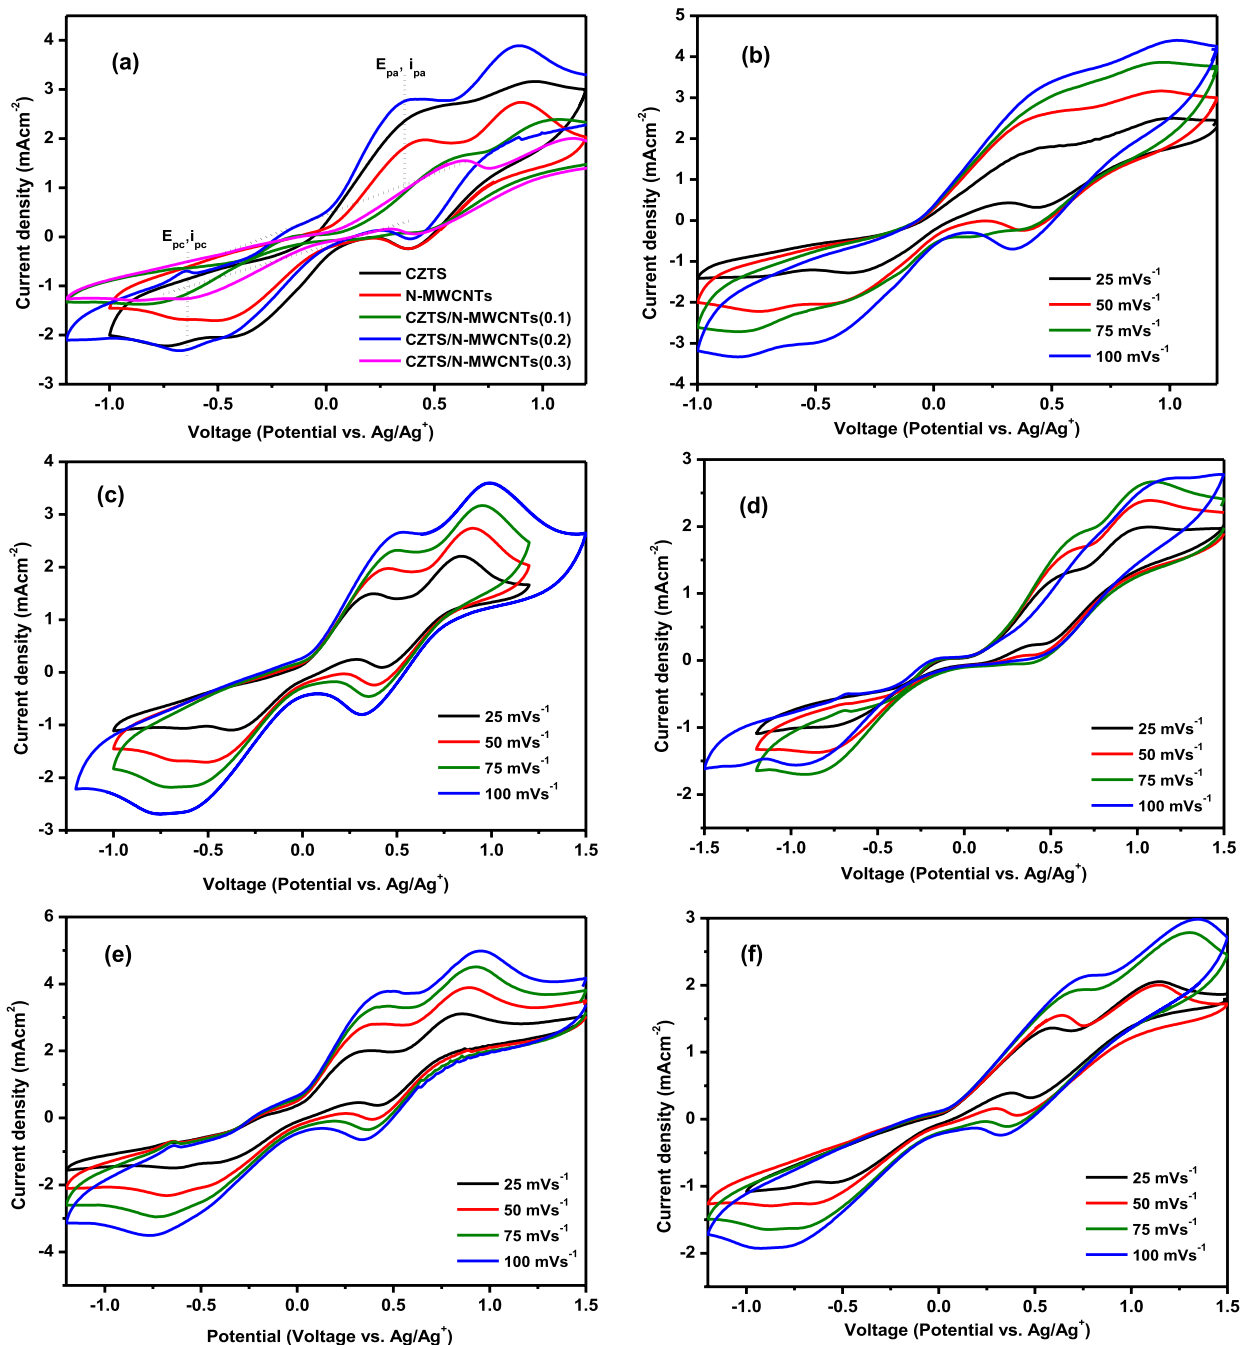 (a)
E_pa, i_pa
E_pc, i_pc
CZTS
N-MWCNTs
CZTS/N-MWCNTs(0.1)
CZTS/N-MWCNTs(0.2)
CZTS/N-MWCNTs(0.3)
4
3
2
1
0
-1
-2
-3
-1.0 -0.5 0.0 0.5 1.0
Current density (mAcm⁻²)
Voltage (Potential vs. Ag/Ag⁺)
(b)
25 mVs⁻¹
50 mVs⁻¹
75 mVs⁻¹
100 mVs⁻¹
5
4
3
2
1
0
-1
-2
-3
-4
-1.0 -0.5 0.0 0.5 1.0
Current density (mAcm⁻²)
Voltage (Potential vs. Ag/Ag⁺)
(c)
25 mVs⁻¹
50 mVs⁻¹
75 mVs⁻¹
100 mVs⁻¹
4
3
2
1
0
-1
-2
-3
-1.0 -0.5 0.0 0.5 1.0 1.5
Current density (mAcm⁻²)
Voltage (Potential vs. Ag/Ag⁺)
(d)
25 mVs⁻¹
50 mVs⁻¹
75 mVs⁻¹
100 mVs⁻¹
3
2
1
0
-1
-2
-1.5 -1.0 -0.5 0.0 0.5 1.0 1.5
Current density (mAcm⁻²)
Voltage (Potential vs. Ag/Ag⁺)
(e)
25 mVs⁻¹
50 mVs⁻¹
75 mVs⁻¹
100 mVs⁻¹
6
4
2
0
-2
-4
-1.0 -0.5 0.0 0.5 1.0 1.5
Current density (mAcm⁻²)
Potential (Voltage vs. Ag/Ag⁺)
(f)
25 mVs⁻¹
50 mVs⁻¹
75 mVs⁻¹
100 mVs⁻¹
3
2
1
0
-1
-2
-1.0 -0.5 0.0 0.5 1.0 1.5
Current density (mAcm⁻²)
Voltage (Potential vs. Ag/Ag⁺)